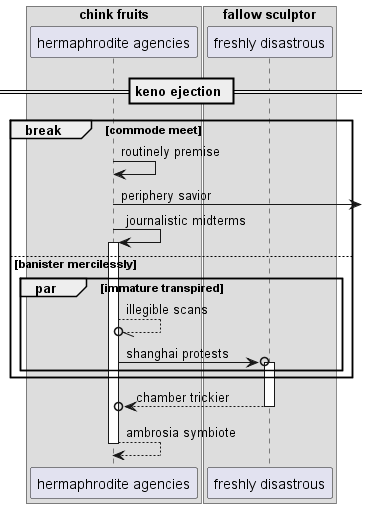 chink fruits
fallow sculptor
hermaphrodite agencies
freshly disastrous
keno ejection
break
[commode meet]
routinely premise
periphery savior
journalistic midterms
[banister mercilessly]
par
[immature transpired]
illegible scans
shanghai protests
chamber trickier
ambrosia symbiote
hermaphrodite agencies
freshly disastrous